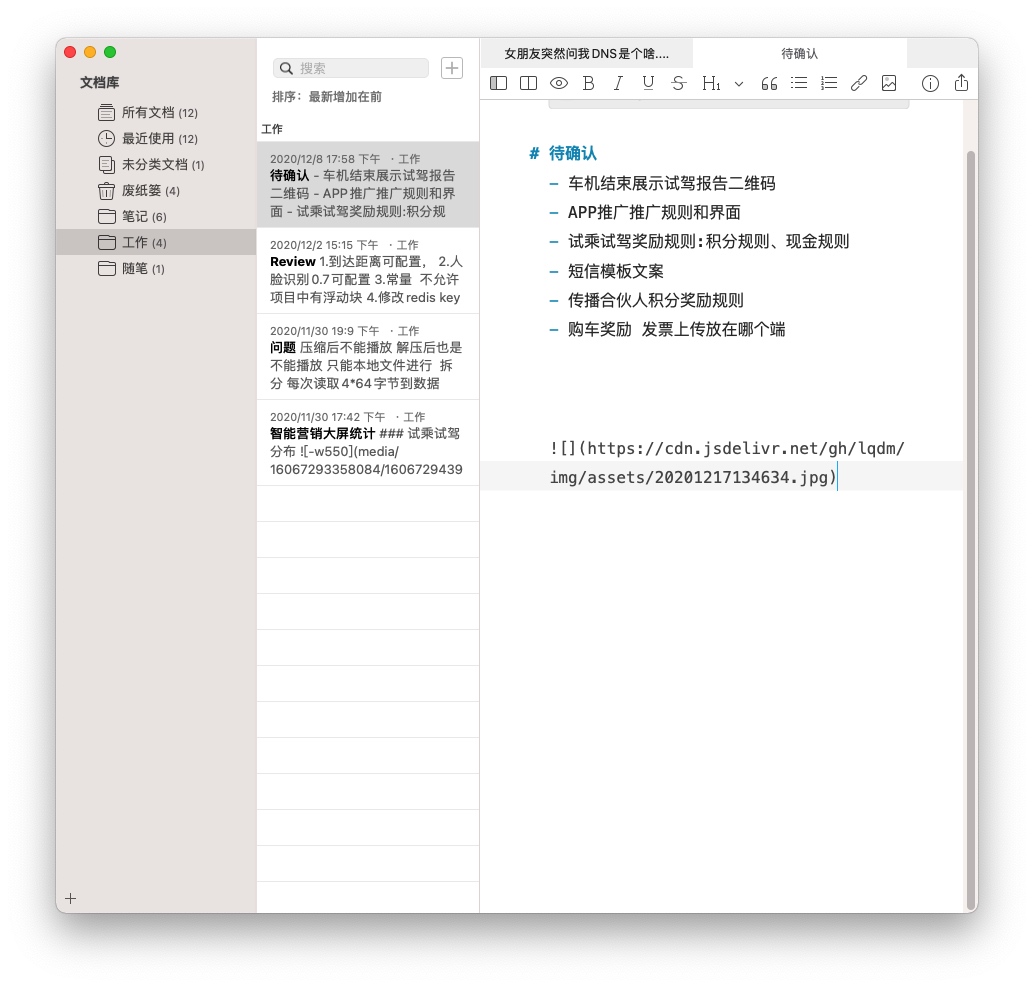 文档库
所有文档 (12)
最近使用 (12)
未分类文档 (1)
废纸篓 (4)
笔记 (6)
工作 (4)
随笔 (1)
搜索
排序: 最新增加在前
工作
2020/12/8 17:58 下午 · 工作
待确认 - 车机结束展示试驾报告
二维码 - APP推广推广规则和界
面 - 试乘试驾奖励规则:积分规
2020/12/2 15:15 下午 · 工作
Review 1.到达距离可配置， 2.人
脸识别0.7可配置 3.常量 不允许
项目中有浮动块 4.修改redis key
2020/11/30 19:9 下午 · 工作
问题 压缩后不能播放 解压后也是
不能播放 只能本地文件进行 拆
分 每次读取4*64字节到数据
2020/11/30 17:42 下午 · 工作
智能营销大屏统计 ### 试乘试驾
分布 ![-w550](media/
16067293358084/1606729439
女朋友突然问我DNS是个啥....
待确认
B I U S H1
# 待确认
- 车机结束展示试驾报告二维码
- APP推广推广规则和界面
- 试乘试驾奖励规则:积分规则、现金规则
- 短信模板文案
- 传播合伙人积分奖励规则
- 购车奖励 发票上传放在哪个端
![](https://cdn.jsdelivr.net/gh/lqdm/
img/assets/20201217134634.jpg)